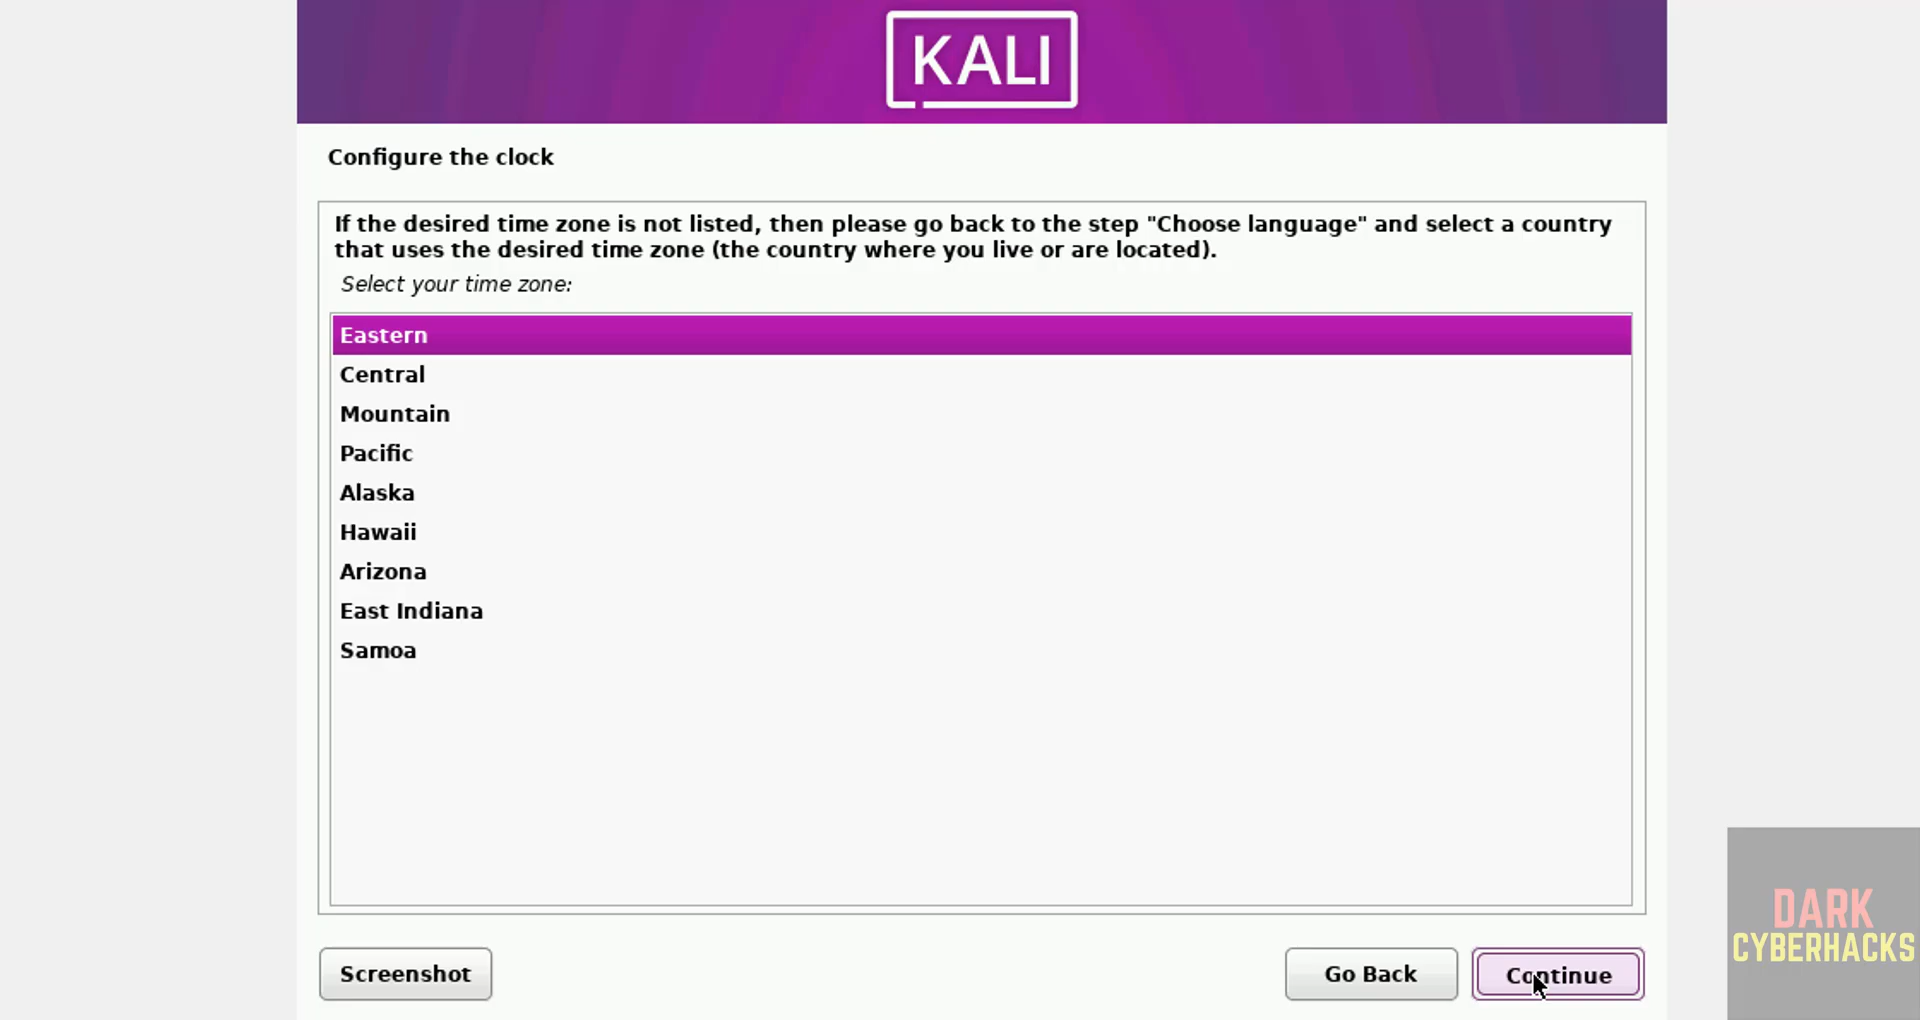 KALI
Configure the clock
If the desired time zone is not listed, then please go back to the step "Choose language" and select a country
that uses the desired time zone (the country where you live or are located).
Select your time zone:
Eastern
Central
Mountain
Pacific
Alaska
Hawaii
Arizona
East Indiana
Samoa
Screenshot
Go Back
Continue
DARK
CYBERHACKS